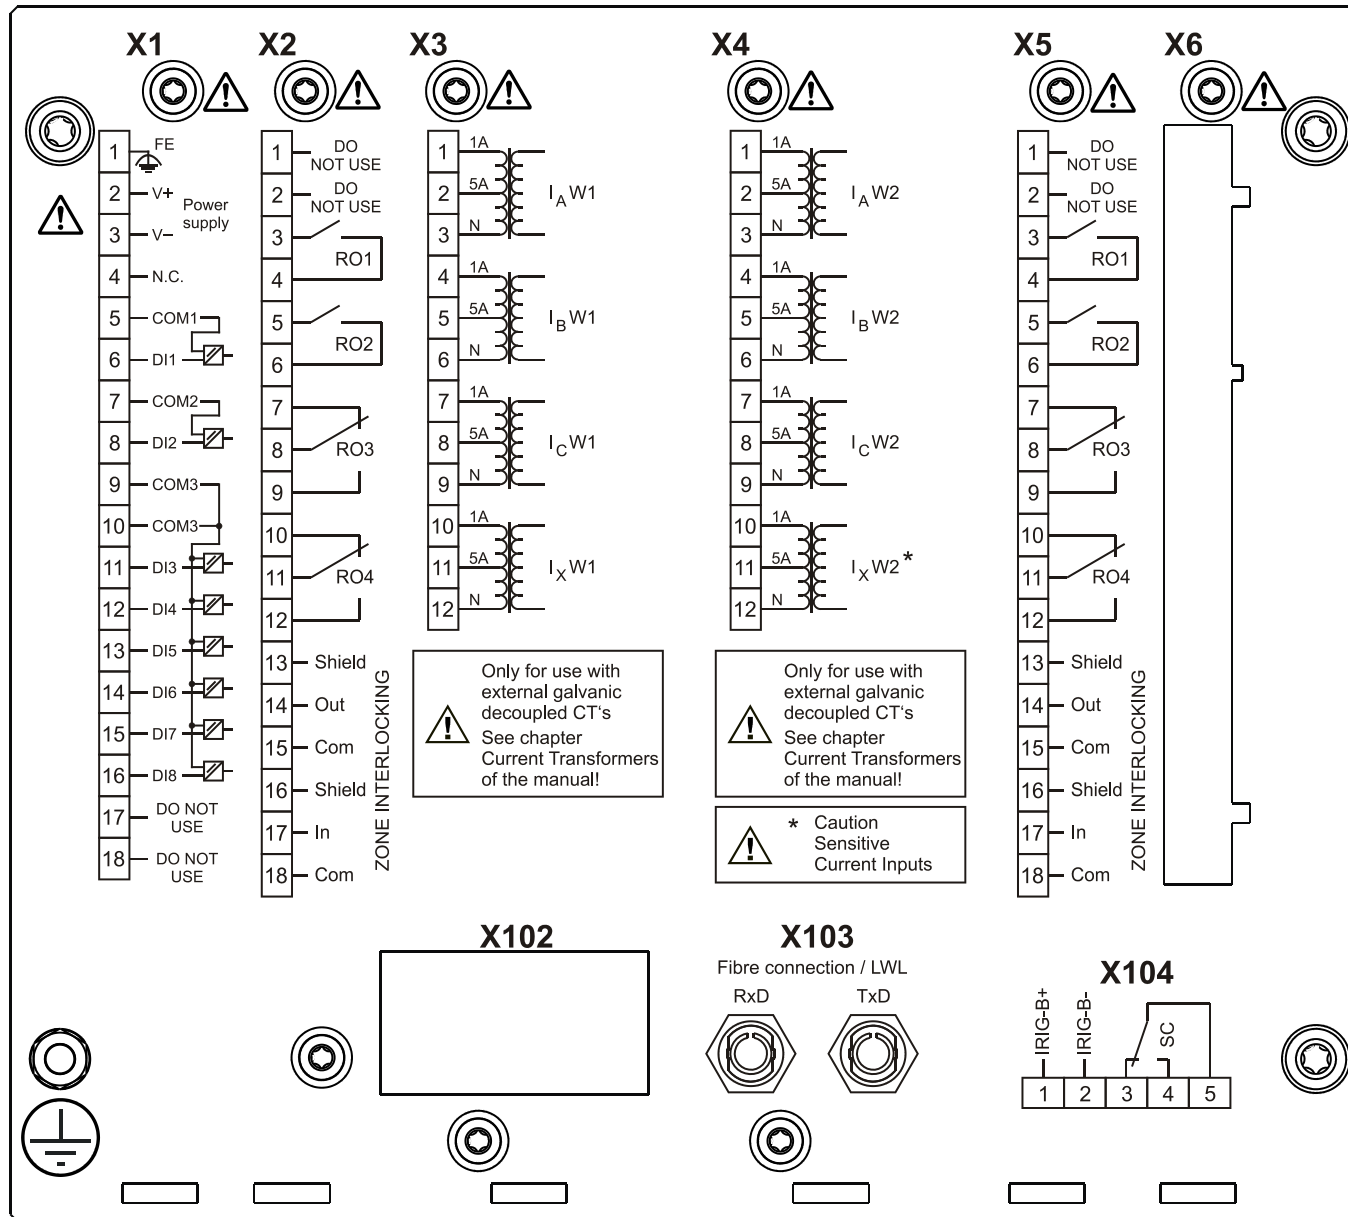 X1 X2 X3 X4 X5 X6
1 FE
2 V+
Power
supply
3 V–
4 N.C.
5 COM1
6 DI1
7 COM2
8 DI2
9 COM3
10 COM3
11 DI3
12 DI4
13 DI5
14 DI6
15 DI7
16 DI8
17 DO NOT
USE
18 DO NOT
USE
1 DO
NOT USE
2 DO
NOT USE
3
RO1
4
5
RO2
6
7
8 RO3
9
10
11 RO4
12
13 Shield
14 Out
15 Com
16 Shield
17 In
18 Com
ZONE INTERLOCKING
1 1A
2 5A IA W1
3 N
4 1A
5 5A IB W1
6 N
7 1A
8 5A IC W1
9 N
10 1A
11 5A IX W1
12 N
Only for use with
external galvanic
decoupled CT‘s
See chapter
Current Transformers
of the manual!
1 1A
2 5A IA W2
3 N
4 1A
5 5A IB W2
6 N
7 1A
8 5A IC W2
9 N
10 1A
11 5A IX W2 *
12 N
Only for use with
external galvanic
decoupled CT‘s
See chapter
Current Transformers
of the manual!
* Caution
Sensitive
Current Inputs
1 DO
NOT USE
2 DO
NOT USE
3
RO1
4
5
RO2
6
7
8 RO3
9
10
11 RO4
12
13 Shield
14 Out
15 Com
16 Shield
17 In
18 Com
ZONE INTERLOCKING
X102
X103
Fibre connection / LWL
RxD TxD
X104
IRIG-B+
IRIG-B-
SC
1 2 3 4 5